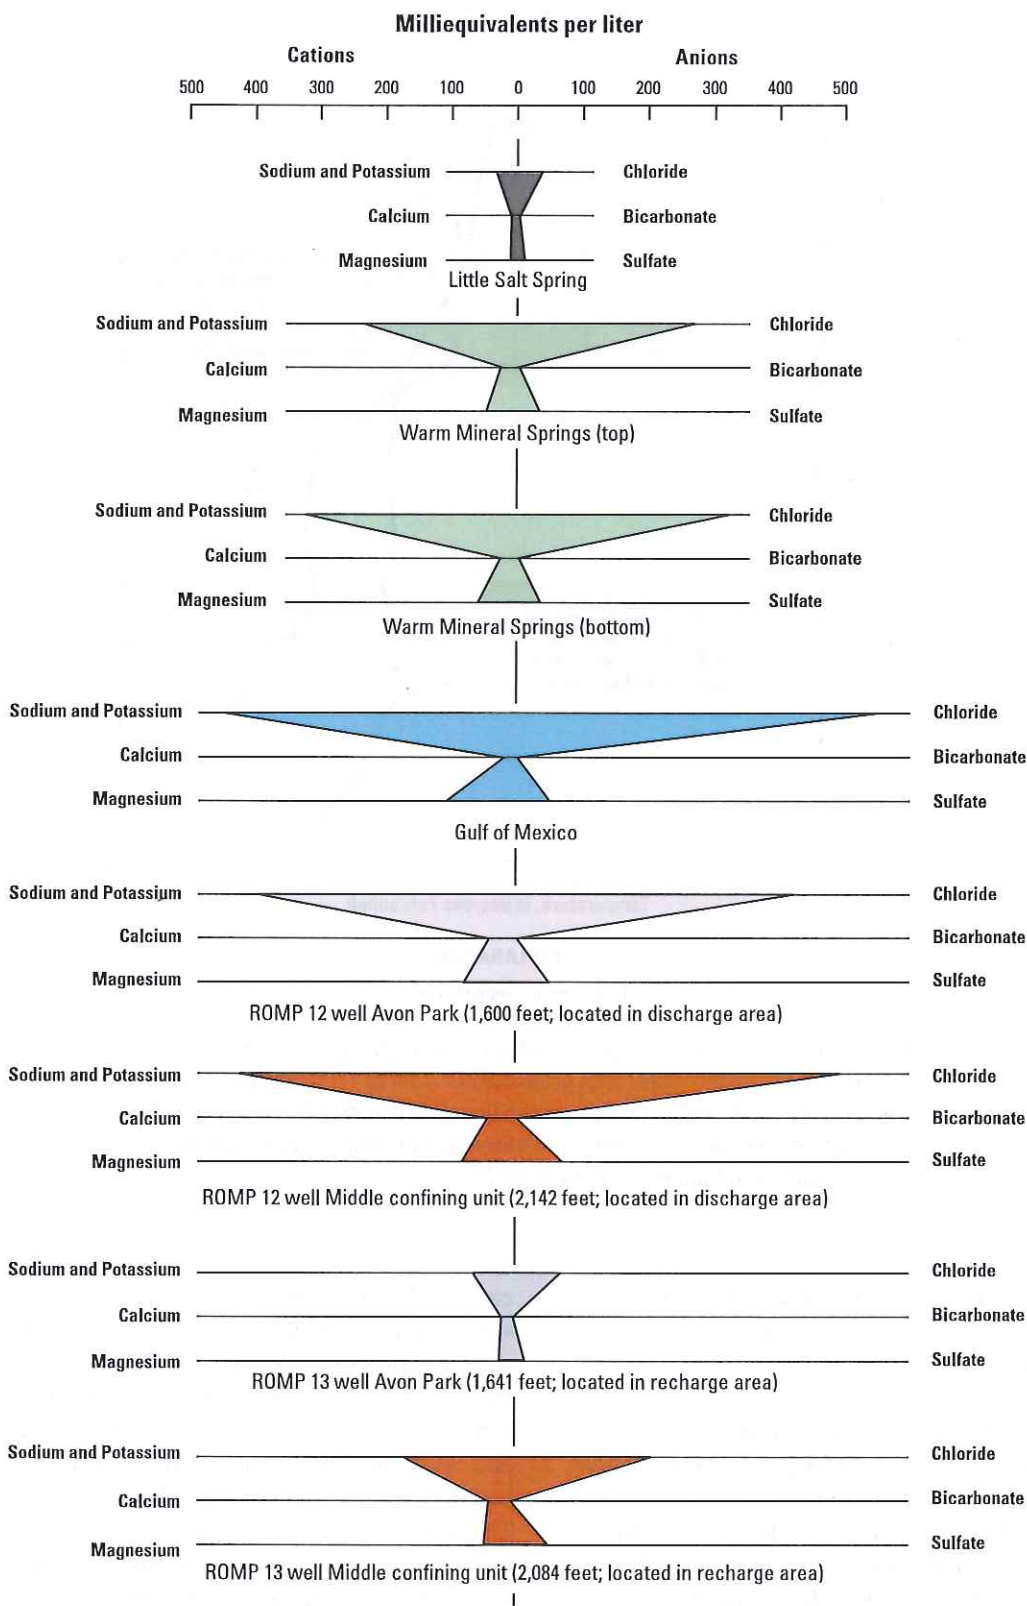 Milliequivalents per liter
Cations Anions
500 400 300 200 100 0 100 200 300 400 500
Sodium and Potassium Chloride
Calcium Bicarbonate
Magnesium Sulfate
Little Salt Spring
Sodium and Potassium Chloride
Calcium Bicarbonate
Magnesium Sulfate
Warm Mineral Springs (top)
Sodium and Potassium Chloride
Calcium Bicarbonate
Magnesium Sulfate
Warm Mineral Springs (bottom)
Sodium and Potassium Chloride
Calcium Bicarbonate
Magnesium Sulfate
Gulf of Mexico
Sodium and Potassium Chloride
Calcium Bicarbonate
Magnesium Sulfate
ROMP 12 well Avon Park (1,600 feet; located in discharge area)
Sodium and Potassium Chloride
Calcium Bicarbonate
Magnesium Sulfate
ROMP 12 well Middle confining unit (2,142 feet; located in discharge area)
Sodium and Potassium Chloride
Calcium Bicarbonate
Magnesium Sulfate
ROMP 13 well Avon Park (1,641 feet; located in recharge area)
Sodium and Potassium Chloride
Calcium Bicarbonate
Magnesium Sulfate
ROMP 13 well Middle confining unit (2,084 feet; located in recharge area)